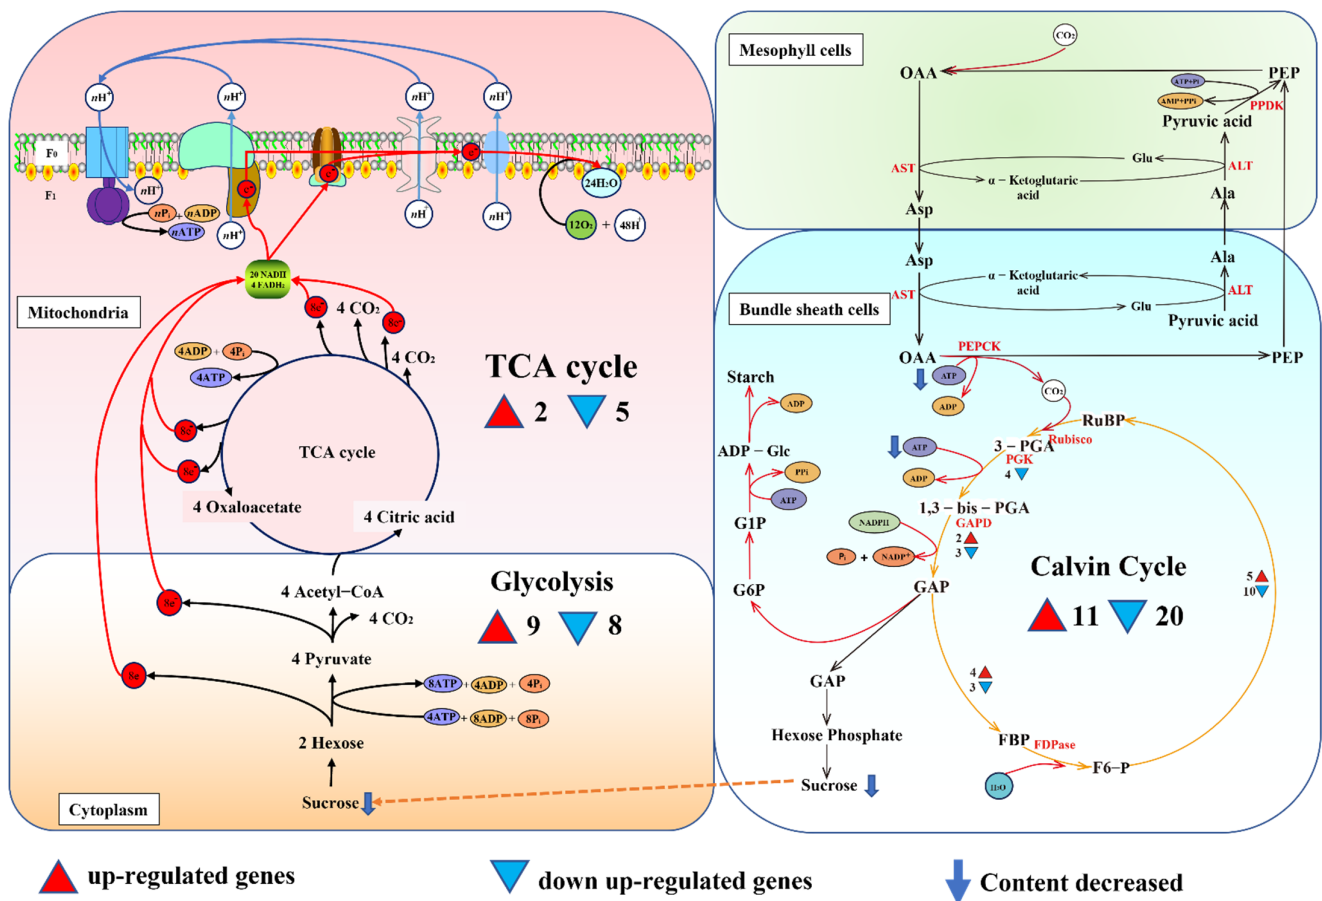 nH⁺
nH⁺
nH⁺
nH⁺
F₀
e⁻
e⁻
e⁻
24H₂O
F₁
nH⁺
nPᵢ + nADP
nATP
nH⁺
nH⁺
nH⁺
12O₂ + 48H⁺
20 NADH
4 FADH₂
Mitochondria
8e⁻
4 CO₂
8e⁻
4ADP + 4Pᵢ
4ATP
4 CO₂
TCA cycle
2 5
8e⁻
8e⁻
TCA cycle
4 Oxaloacetate
4 Citric acid
4 Acetyl−CoA
8e⁻
4 CO₂
Glycolysis
9 8
4 Pyruvate
8e⁻
8ATP + 4ADP + 4Pᵢ
4ATP + 8ADP + 8Pᵢ
2 Hexose
Sucrose
Cytoplasm
Mesophyll cells
CO₂
OAA
PEP
ATP+Pi
AMP+PPi
PPDK
Pyruvic acid
AST
Glu
ALT
α − Ketoglutaric
acid
Asp
Ala
Asp
Ala
α − Ketoglutaric
acid
AST
ALT
Glu
Bundle sheath cells
Pyruvic acid
OAA
PEPCK
PEP
ATP
CO₂
ADP
Starch
ADP
RuBP
Rubisco
3 − PGA
PGK
4
ATP
ADP
ADP − Glc
PPi
ATP
1,3 − bis − PGA
GAPD
2
3
G1P
NADPH
Pᵢ + NADP⁺
G6P
GAP
Calvin Cycle
11 20
5
10
4
3
GAP
Hexose Phosphate
FBP
FDPase
F6−P
H₂O
Sucrose
up-regulated genes
down up-regulated genes
Content decreased